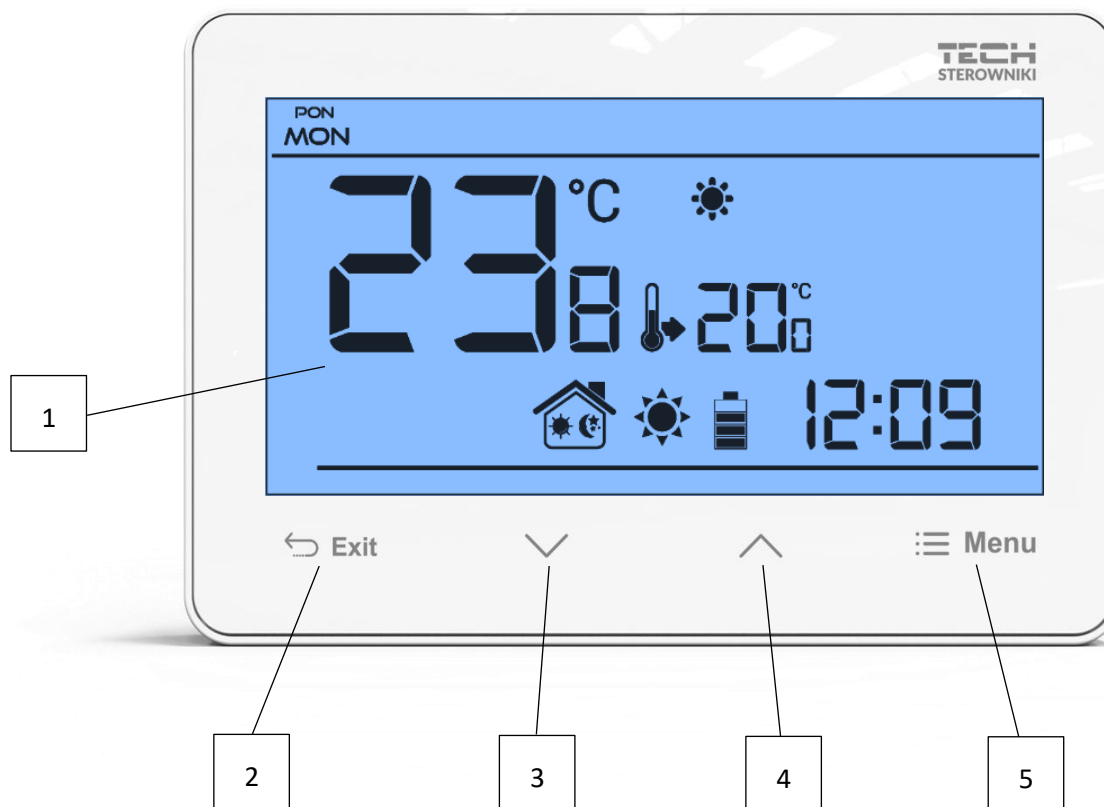 TECH
STEROWNIKI
PON
MON
23 8 °C
20 0 °C
12:09
Exit
Menu
1
2
3
4
5